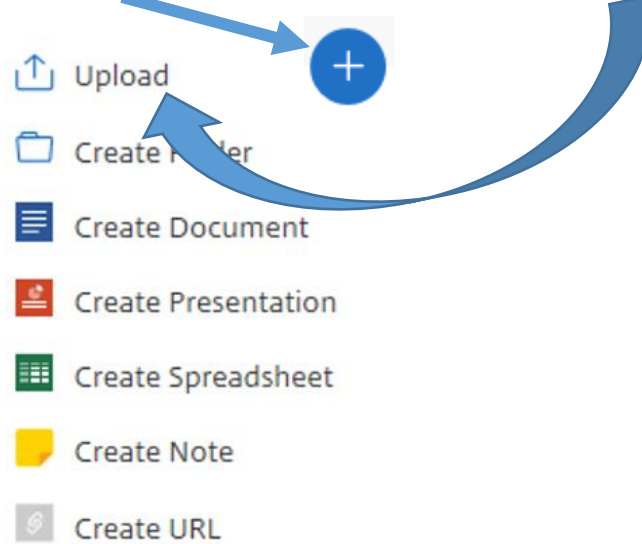 Upload
Create
Create Document
Create Presentation
Create Spreadsheet
Create Note
Create URL